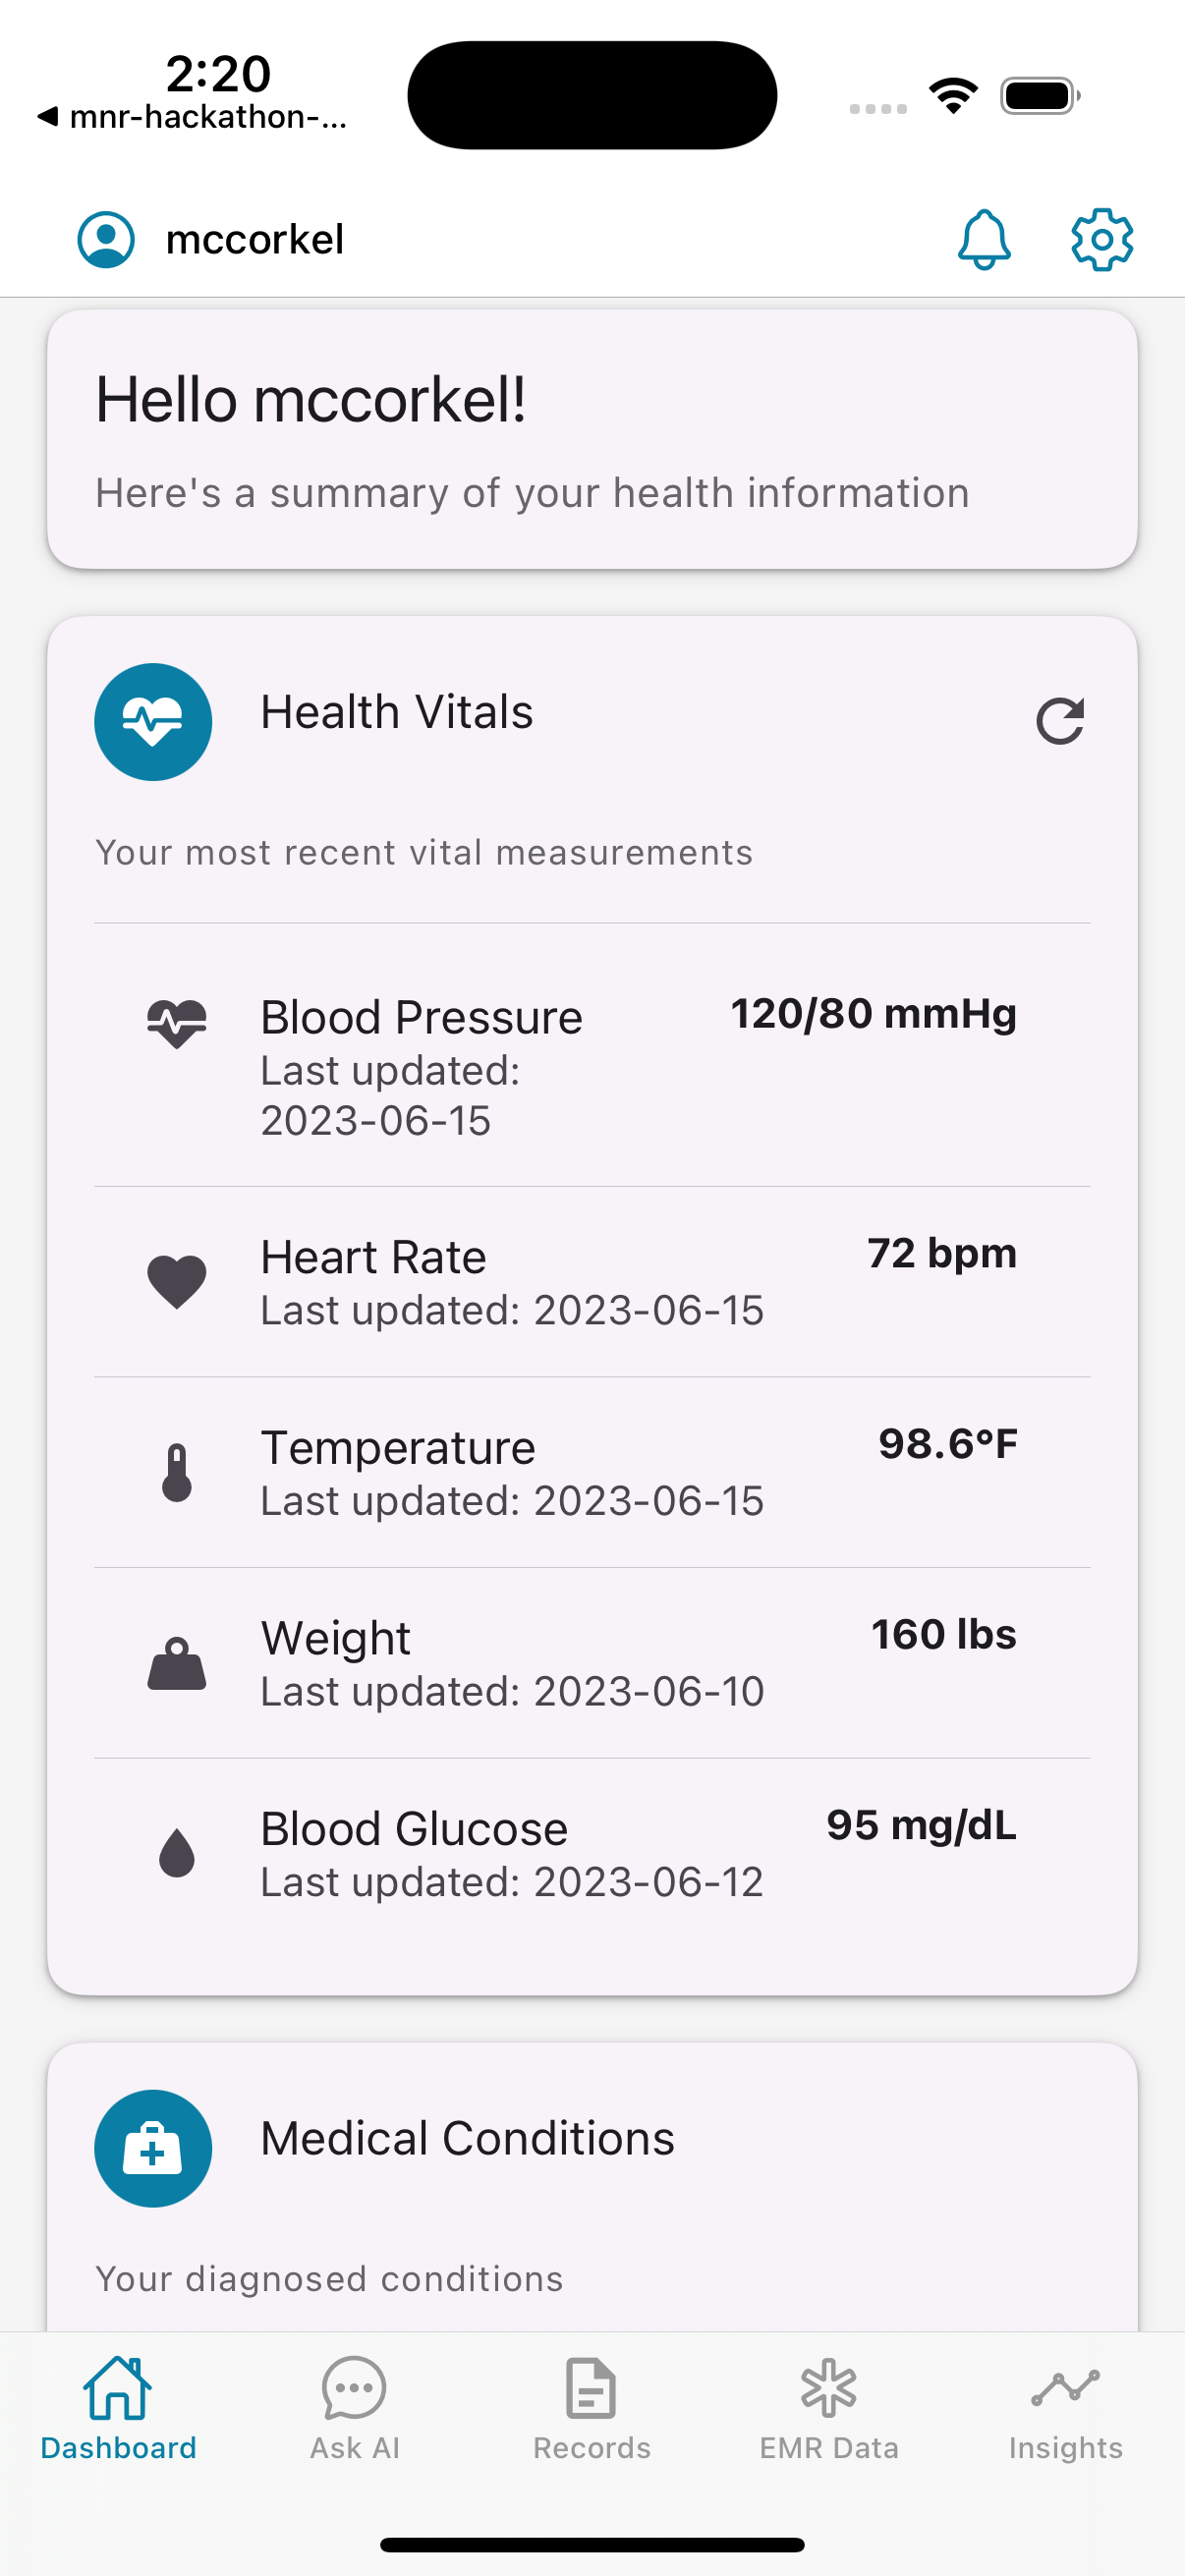 2:20
◀ mnr-hackathon-...
mccorkel
Hello mccorkel!
Here's a summary of your health information
Health Vitals
Your most recent vital measurements
Blood Pressure
120/80 mmHg
Last updated:
2023-06-15
Heart Rate
72 bpm
Last updated: 2023-06-15
Temperature
98.6°F
Last updated: 2023-06-15
Weight
160 lbs
Last updated: 2023-06-10
Blood Glucose
95 mg/dL
Last updated: 2023-06-12
Medical Conditions
Your diagnosed conditions
Dashboard
Ask AI
Records
EMR Data
Insights